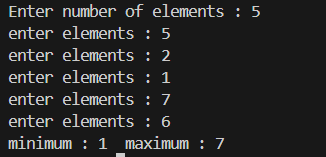 Enter number of elements : 5
enter elements : 5
enter elements : 2
enter elements : 1
enter elements : 7
enter elements : 6
minimum : 1  maximum : 7